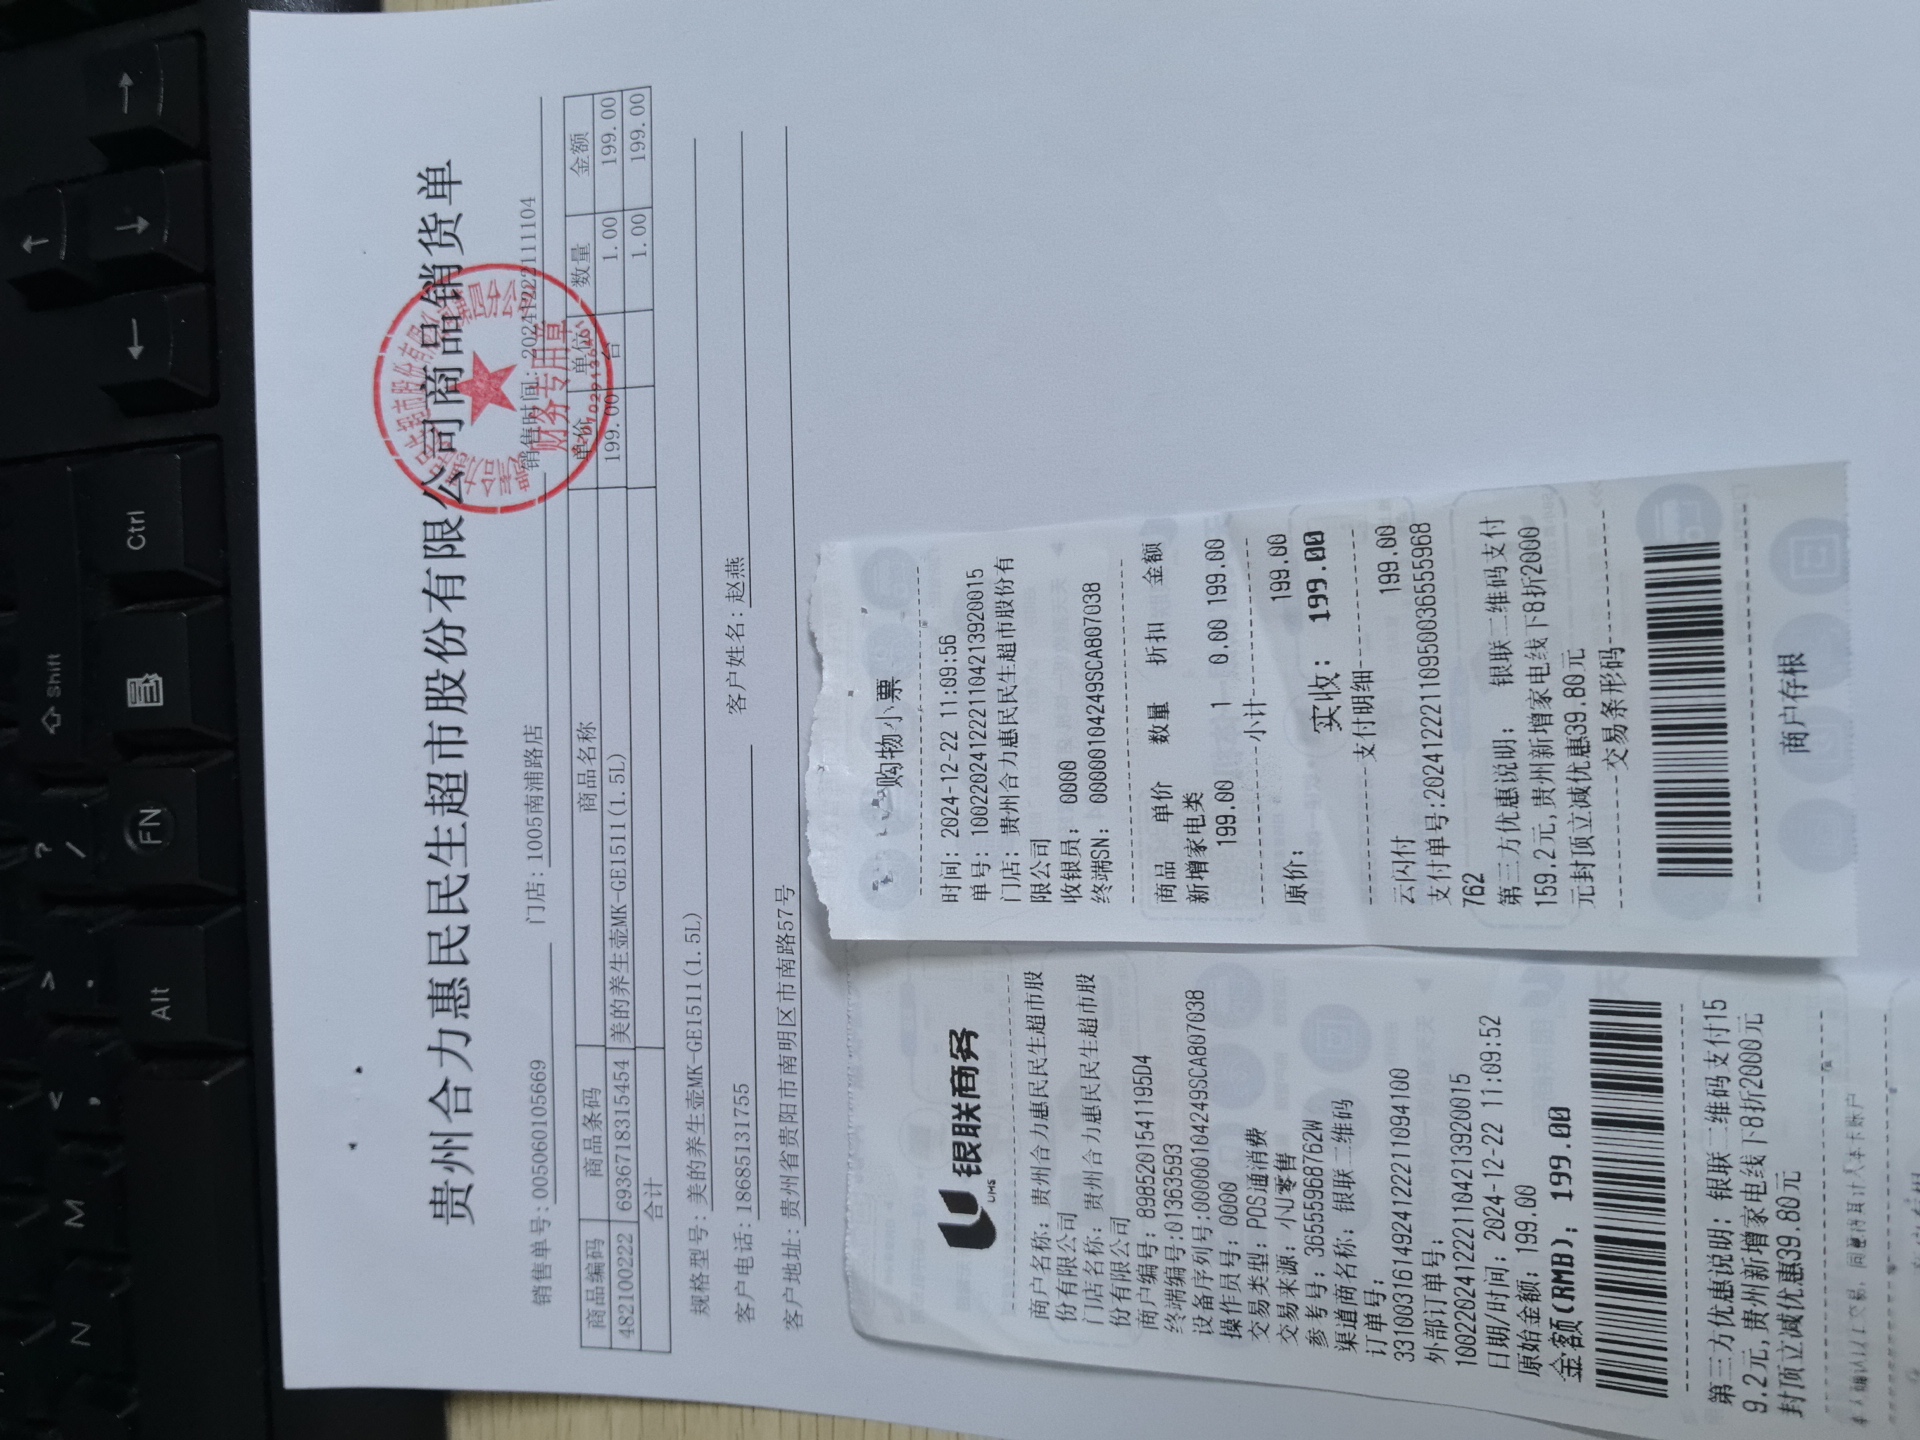 贵州合力惠民民生超市股份有限公司商品销货单
销售单号: 005060105669 门店: 1005南浦路店 销售时间: 20241222111104
商品编码 商品条码 商品名称 单价 单位 数量 金额
482100222 6936718315454 美的养生壶MK-GE1511(1.5L) 199.00 台 1.00 199.00
合计 1.00 199.00
规格型号: 美的养生壶MK-GE1511(1.5L)
客户电话: 18685131755 客户姓名: 赵燕
客户地址: 贵州省贵阳市南明区市南路57号
财务专用章
银联商务
UMS
商户名称: 贵州合力惠民民生超市股
份有限公司
门店名称: 贵州合力惠民民生超市股
份有限公司
商户编号: 89852015411195D4
终端编号:01363593
设备序列号:00000104249SCA807038
操作员号: 0000
交易类型: POS通消费
交易来源: 小U零售
参考号: 36555968762W
渠道商名称: 银联二维码
订单号:
33100316149241222110941​00
外部订单号:
10022024122211042139200​15
日期/时间: 2024-12-22 11:09:52
原始金额: 199.00
金额(RMB): 199.00
第三方优惠说明: 银联二维码支付15
9.2元,贵州新增家电线下8折2000元
封顶立减优惠39.80元
购物小票
时间: 2024-12-22 11:09:56
单号: 1002202412221104213920015
门店: 贵州合力惠民民生超市股份有
限公司
收银员: 0000
终端SN: 00000104249SCA807038
商品 单价 数量 折扣 金额
新增家电类
199.00 1 0.00 199.00
小计
原价: 199.00
实收: 199.00
支付明细
云闪付 199.00
支付单号:20241222110950036555968
762
第三方优惠说明: 银联二维码支付
159.2元,贵州新增家电线下8折2000
元封顶立减优惠39.80元
交易条形码
商户存根
Shift
Ctrl
FN
Alt
M
N